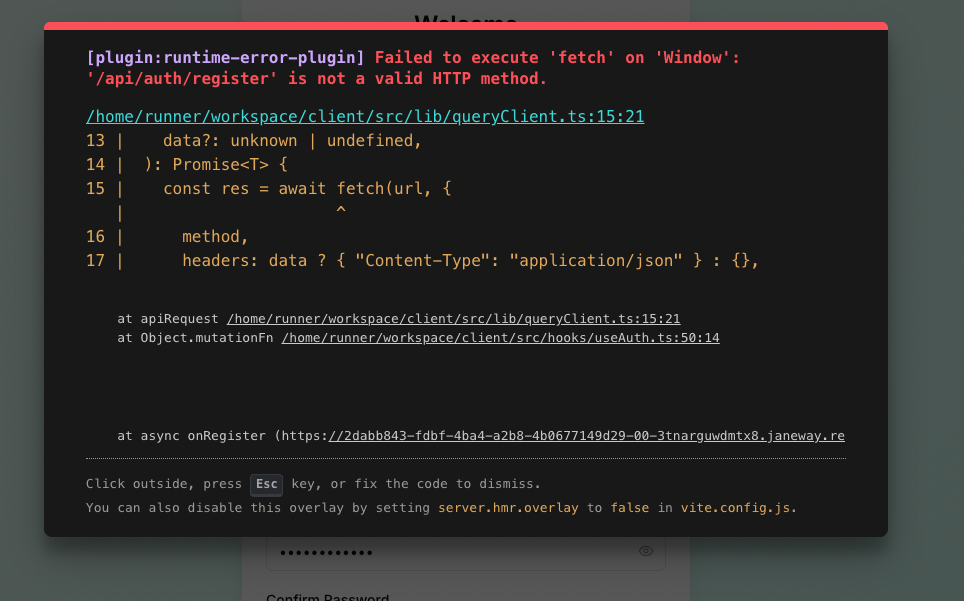 Welcome
[plugin:runtime-error-plugin] Failed to execute 'fetch' on 'Window':
'/api/auth/register' is not a valid HTTP method.
/home/runner/workspace/client/src/lib/queryClient.ts:15:21
13 |    data?: unknown | undefined,
14 |  ): Promise<T> {
15 |    const res = await fetch(url, {
   |                       ^
16 |      method,
17 |      headers: data ? { "Content-Type": "application/json" } : {},
at apiRequest /home/runner/workspace/client/src/lib/queryClient.ts:15:21
at Object.mutationFn /home/runner/workspace/client/src/hooks/useAuth.ts:50:14
at async onRegister (https://2dabb843-fdbf-4ba4-a2b8-4b0677149d29-00-3tnarguwdmtx8.janeway.re
Click outside, press Esc key, or fix the code to dismiss.
You can also disable this overlay by setting server.hmr.overlay to false in vite.config.js.
••••••••••••
Confirm Password